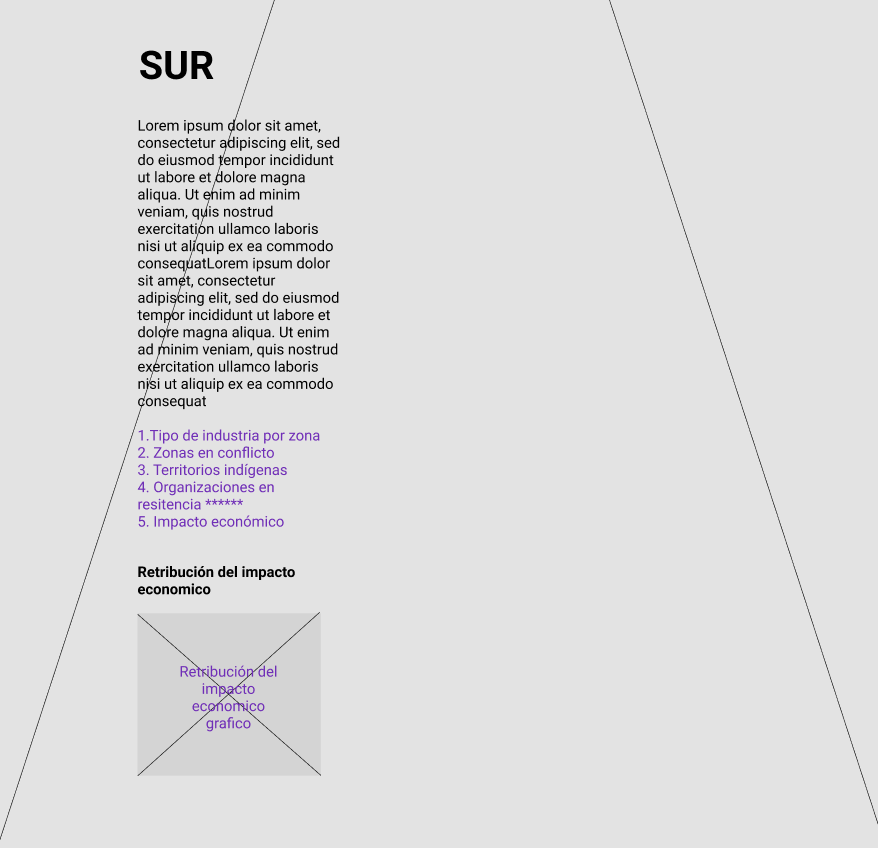 SUR
Lorem ipsum dolor sit amet,
consectetur adipiscing elit, sed
do eiusmod tempor incididunt
ut labore et dolore magna
aliqua. Ut enim ad minim
veniam, quis nostrud
exercitation ullamco laboris
nisi ut aliquip ex ea commodo
consequatLorem ipsum dolor
sit amet, consectetur
adipiscing elit, sed do eiusmod
tempor incididunt ut labore et
dolore magna aliqua. Ut enim
ad minim veniam, quis nostrud
exercitation ullamco laboris
nisi ut aliquip ex ea commodo
consequat
1.Tipo de industria por zona
2. Zonas en conflicto
3. Territorios indígenas
4. Organizaciones en
resitencia ******
5. Impacto económico
Retribución del impacto
economico
Retribución del
impacto
economico
grafico